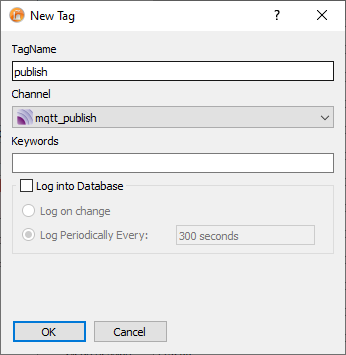 New Tag
TagName
publish
Channel
mqtt_publish
Keywords
Log into Database
Log on change
Log Periodically Every:
300 seconds
OK
Cancel